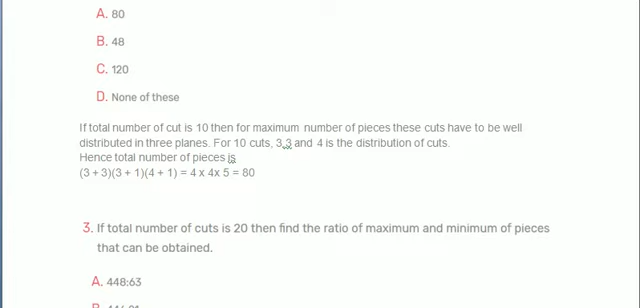 A. 80
B. 48
C. 120
D. None of these
If total number of cut is 10 then for maximum number of pieces these cuts have to be well
distributed in three planes. For 10 cuts, 3,3 and 4 is the distribution of cuts.
Hence total number of pieces is
(3 + 3)(3 + 1)(4 + 1) = 4 x 4x 5 = 80
3. If total number of cuts is 20 then find the ratio of maximum and minimum of pieces
that can be obtained.
A. 448:63